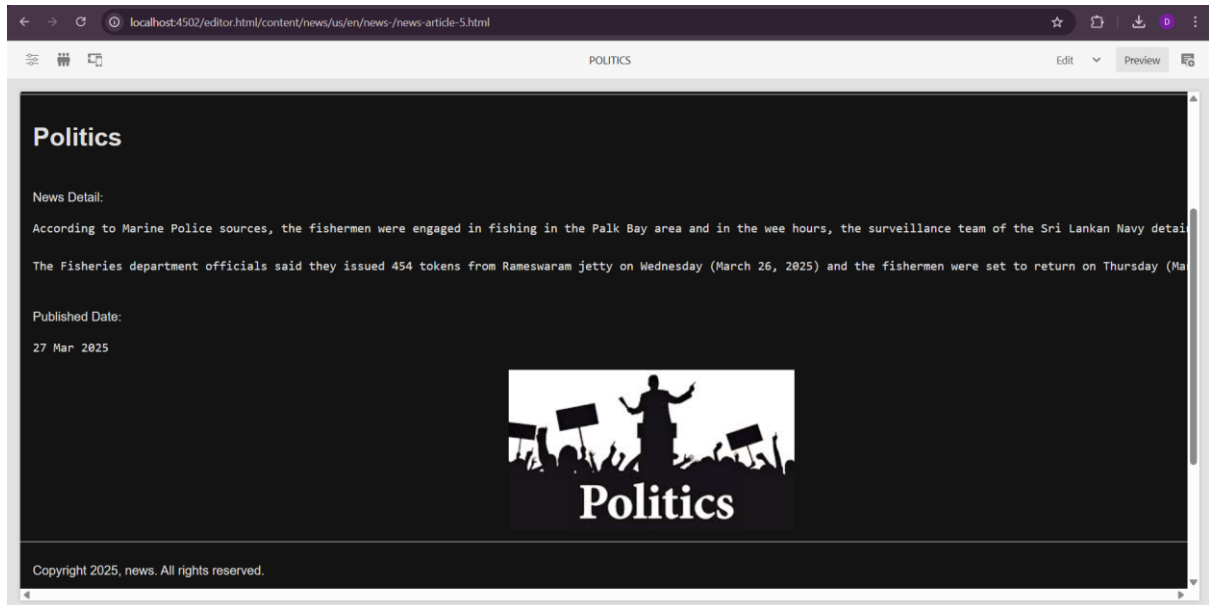 localhost:4502/editor.html/content/news/us/en/news-/news-article-5.html
D
POLITICS
Edit
Preview
Politics
News Detail:
According to Marine Police sources, the fishermen were engaged in fishing in the Palk Bay area and in the wee hours, the surveillance team of the Sri Lankan Navy detai
The Fisheries department officials said they issued 454 tokens from Rameswaram jetty on Wednesday (March 26, 2025) and the fishermen were set to return on Thursday (Ma
Published Date:
27 Mar 2025
Politics
Copyright 2025, news. All rights reserved.